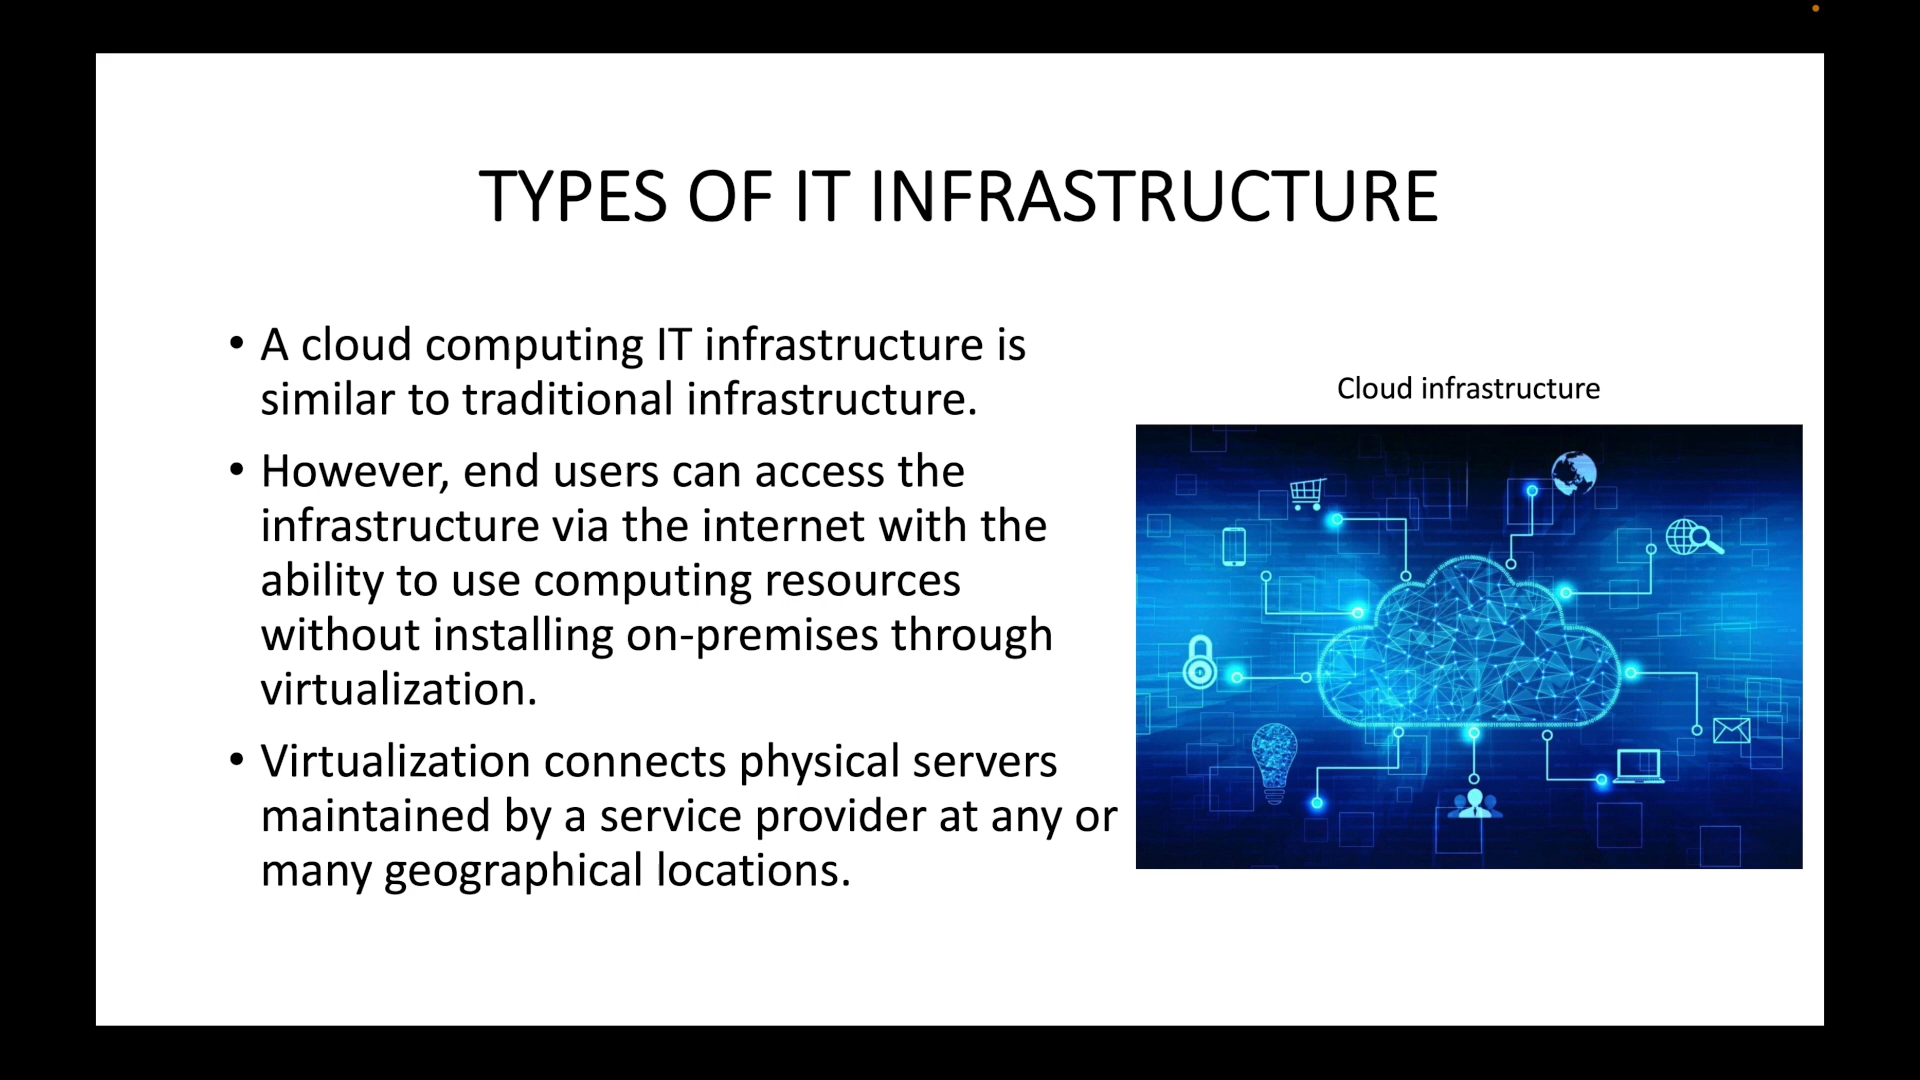 TYPES OF IT INFRASTRUCTURE
• A cloud computing IT infrastructure is
similar to traditional infrastructure.
• However, end users can access the
infrastructure via the internet with the
ability to use computing resources
without installing on-premises through
virtualization.
• Virtualization connects physical servers
maintained by a service provider at any or
many geographical locations.
Cloud infrastructure